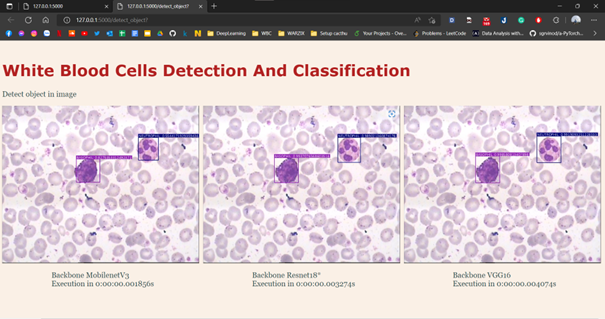 127.0.0.1:5000
127.0.0.1:5000/detect_object?
127.0.0.1:5000/detect_object?
DeepLearning
WBC
WARZIX
Setup cacthu
Your Projects - Ove...
Problems - LeetCode
Data Analysis with...
White Blood Cells Detection And Classification
Detect object in image
Backbone MobilenetV3
Execution in 0:00:00.001856s
Backbone Resnet18*
Execution in 0:00:00.003274s
Backbone VGG16
Execution in 0:00:00.004074s